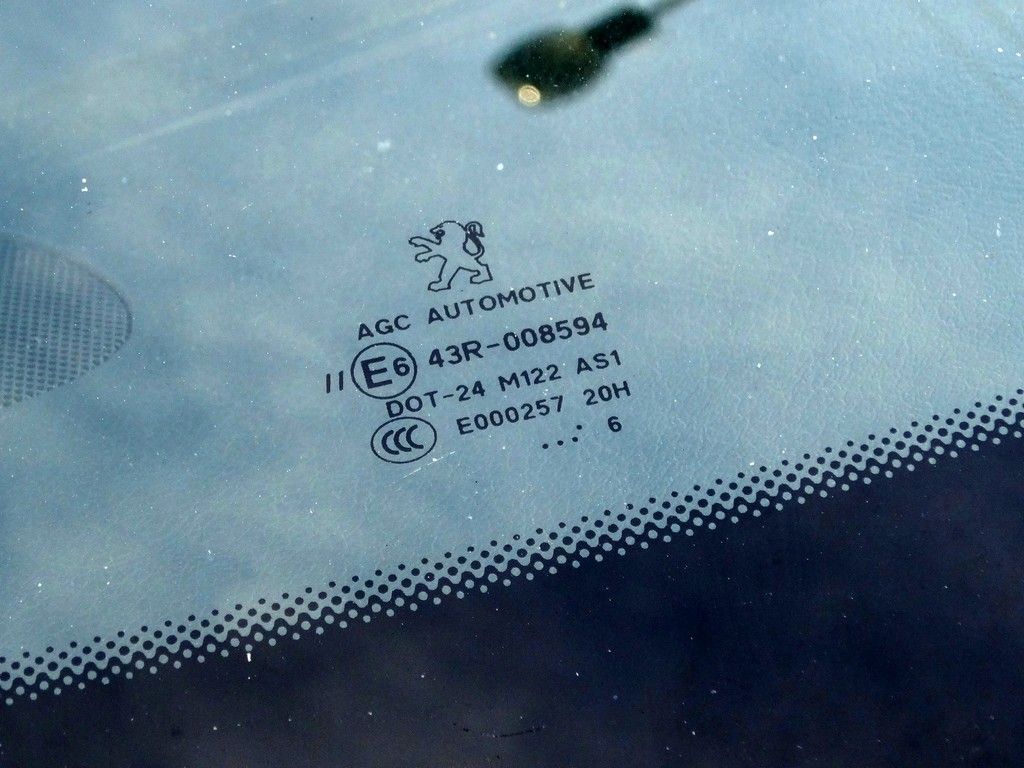 AGC AUTOMOTIVE
II E6 43R-008594
DOT-24 M122 AS1
CCC E000257 20H
...· 6